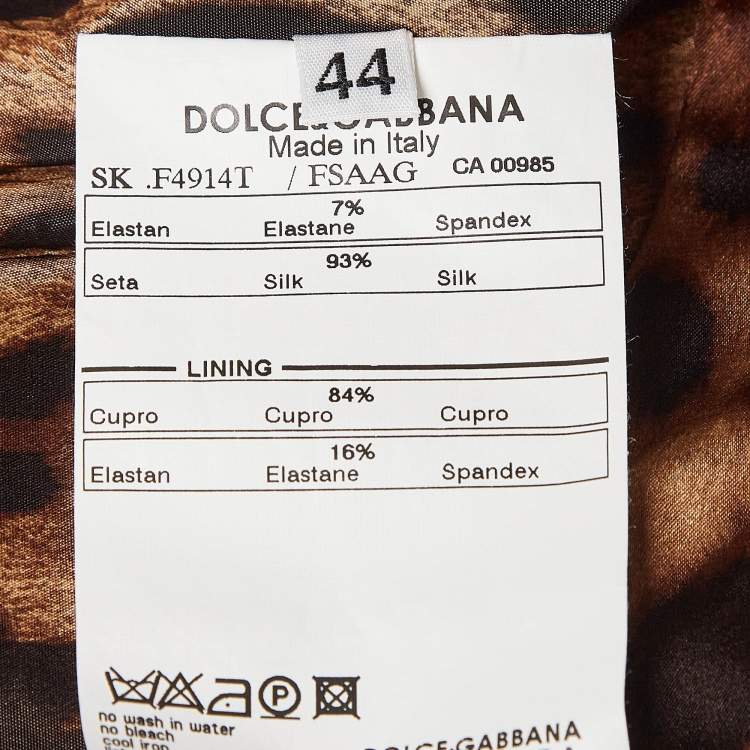 44
DOLCE&GABBANA
Made in Italy
SK .F4914T / FSAAG CA 00985
7%
Elastan Elastane Spandex
93%
Seta Silk Silk
LINING
84%
Cupro Cupro Cupro
16%
Elastan Elastane Spandex
P
no wash in water
no bleach
cool iron
DOLCE&GABBANA